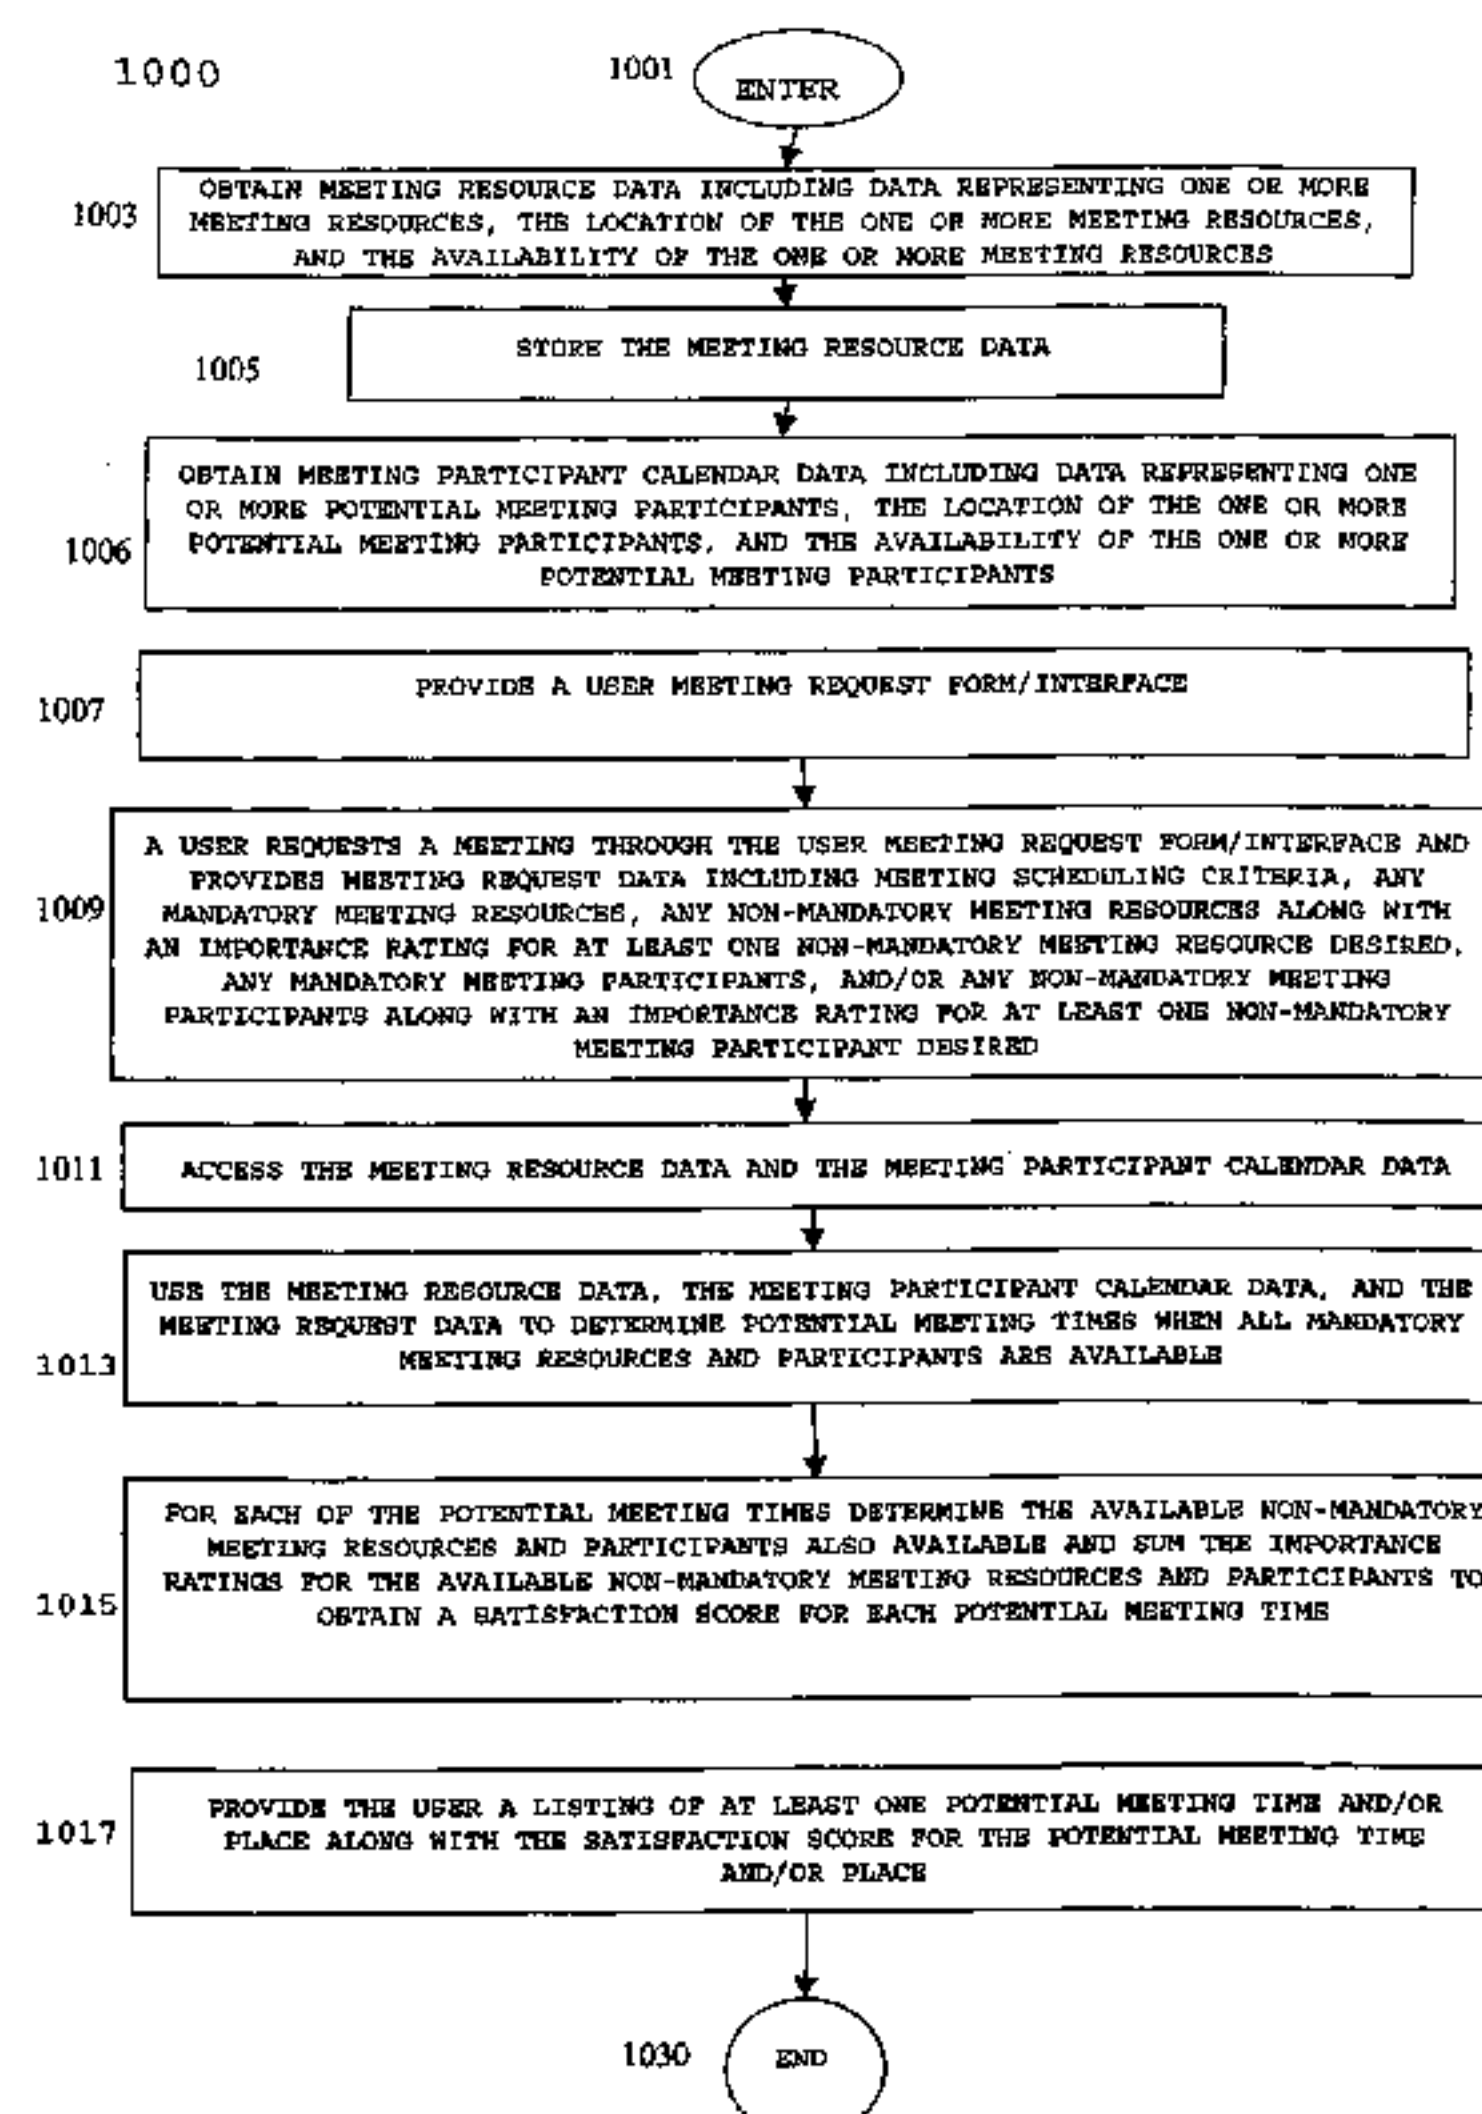 1000
1001
ENTER
1003
OBTAIN MEETING RESOURCE DATA INCLUDING DATA REPRESENTING ONE OR MORE
MEETING RESOURCES, THE LOCATION OF THE ONE OR MORE MEETING RESOURCES,
AND THE AVAILABILITY OF THE ONE OR MORE MEETING RESOURCES
1005
STORE THE MEETING RESOURCE DATA
1006
OBTAIN MEETING PARTICIPANT CALENDAR DATA INCLUDING DATA REPRESENTING ONE
OR MORE POTENTIAL MEETING PARTICIPANTS, THE LOCATION OF THE ONE OR MORE
POTENTIAL MEETING PARTICIPANTS, AND THE AVAILABILITY OF THE ONE OR MORE
POTENTIAL MEETING PARTICIPANTS
1007
PROVIDE A USER MEETING REQUEST FORM/INTERFACE
1009
A USER REQUESTS A MEETING THROUGH THE USER MEETING REQUEST FORM/INTERFACE AND
PROVIDES MEETING REQUEST DATA INCLUDING MEETING SCHEDULING CRITERIA, ANY
MANDATORY MEETING RESOURCES, ANY NON-MANDATORY MEETING RESOURCES ALONG WITH
AN IMPORTANCE RATING FOR AT LEAST ONE NON-MANDATORY MEETING RESOURCE DESIRED,
ANY MANDATORY MEETING PARTICIPANTS, AND/OR ANY NON-MANDATORY MEETING
PARTICIPANTS ALONG WITH AN IMPORTANCE RATING FOR AT LEAST ONE NON-MANDATORY
MEETING PARTICIPANT DESIRED
1011
ACCESS THE MEETING RESOURCE DATA AND THE MEETING PARTICIPANT CALENDAR DATA
1013
USE THE MEETING RESOURCE DATA, THE MEETING PARTICIPANT CALENDAR DATA, AND THE
MEETING REQUEST DATA TO DETERMINE POTENTIAL MEETING TIMES WHEN ALL MANDATORY
MEETING RESOURCES AND PARTICIPANTS ARE AVAILABLE
1015
FOR EACH OF THE POTENTIAL MEETING TIMES DETERMINE THE AVAILABLE NON-MANDATORY
MEETING RESOURCES AND PARTICIPANTS ALSO AVAILABLE AND SUM THE IMPORTANCE
RATINGS FOR THE AVAILABLE NON-MANDATORY MEETING RESOURCES AND PARTICIPANTS TO
OBTAIN A SATISFACTION SCORE FOR EACH POTENTIAL MEETING TIME
1017
PROVIDE THE USER A LISTING OF AT LEAST ONE POTENTIAL MEETING TIME AND/OR
PLACE ALONG WITH THE SATISFACTION SCORE FOR THE POTENTIAL MEETING TIME
AND/OR PLACE
1030
END